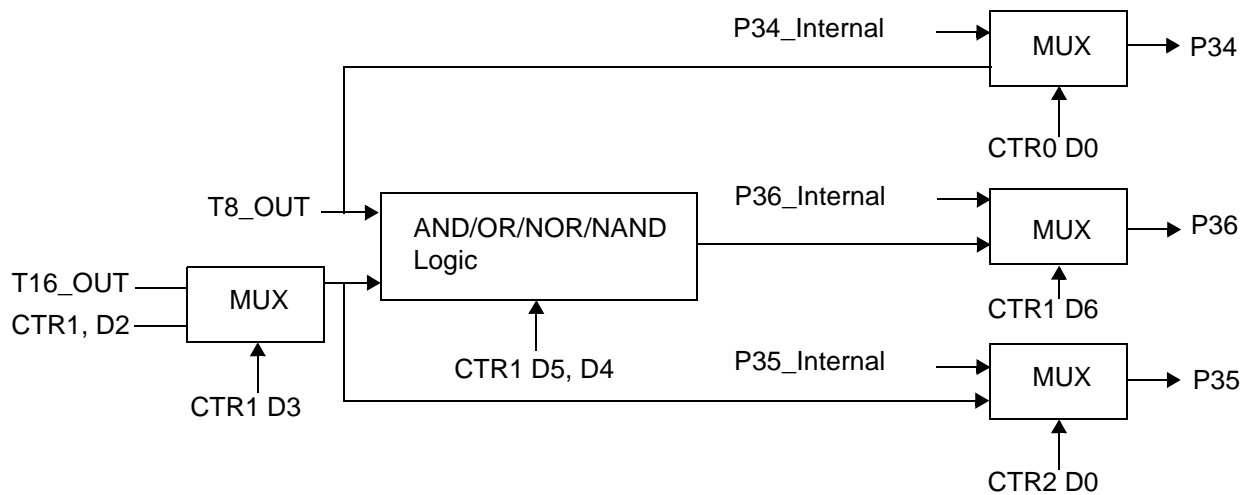 P34_Internal
MUX
P34
CTR0 D0
T8_OUT
AND/OR/NOR/NAND
Logic
P36_Internal
MUX
P36
CTR1 D6
T16_OUT
MUX
CTR1, D2
CTR1 D3
CTR1 D5, D4
P35_Internal
MUX
P35
CTR2 D0